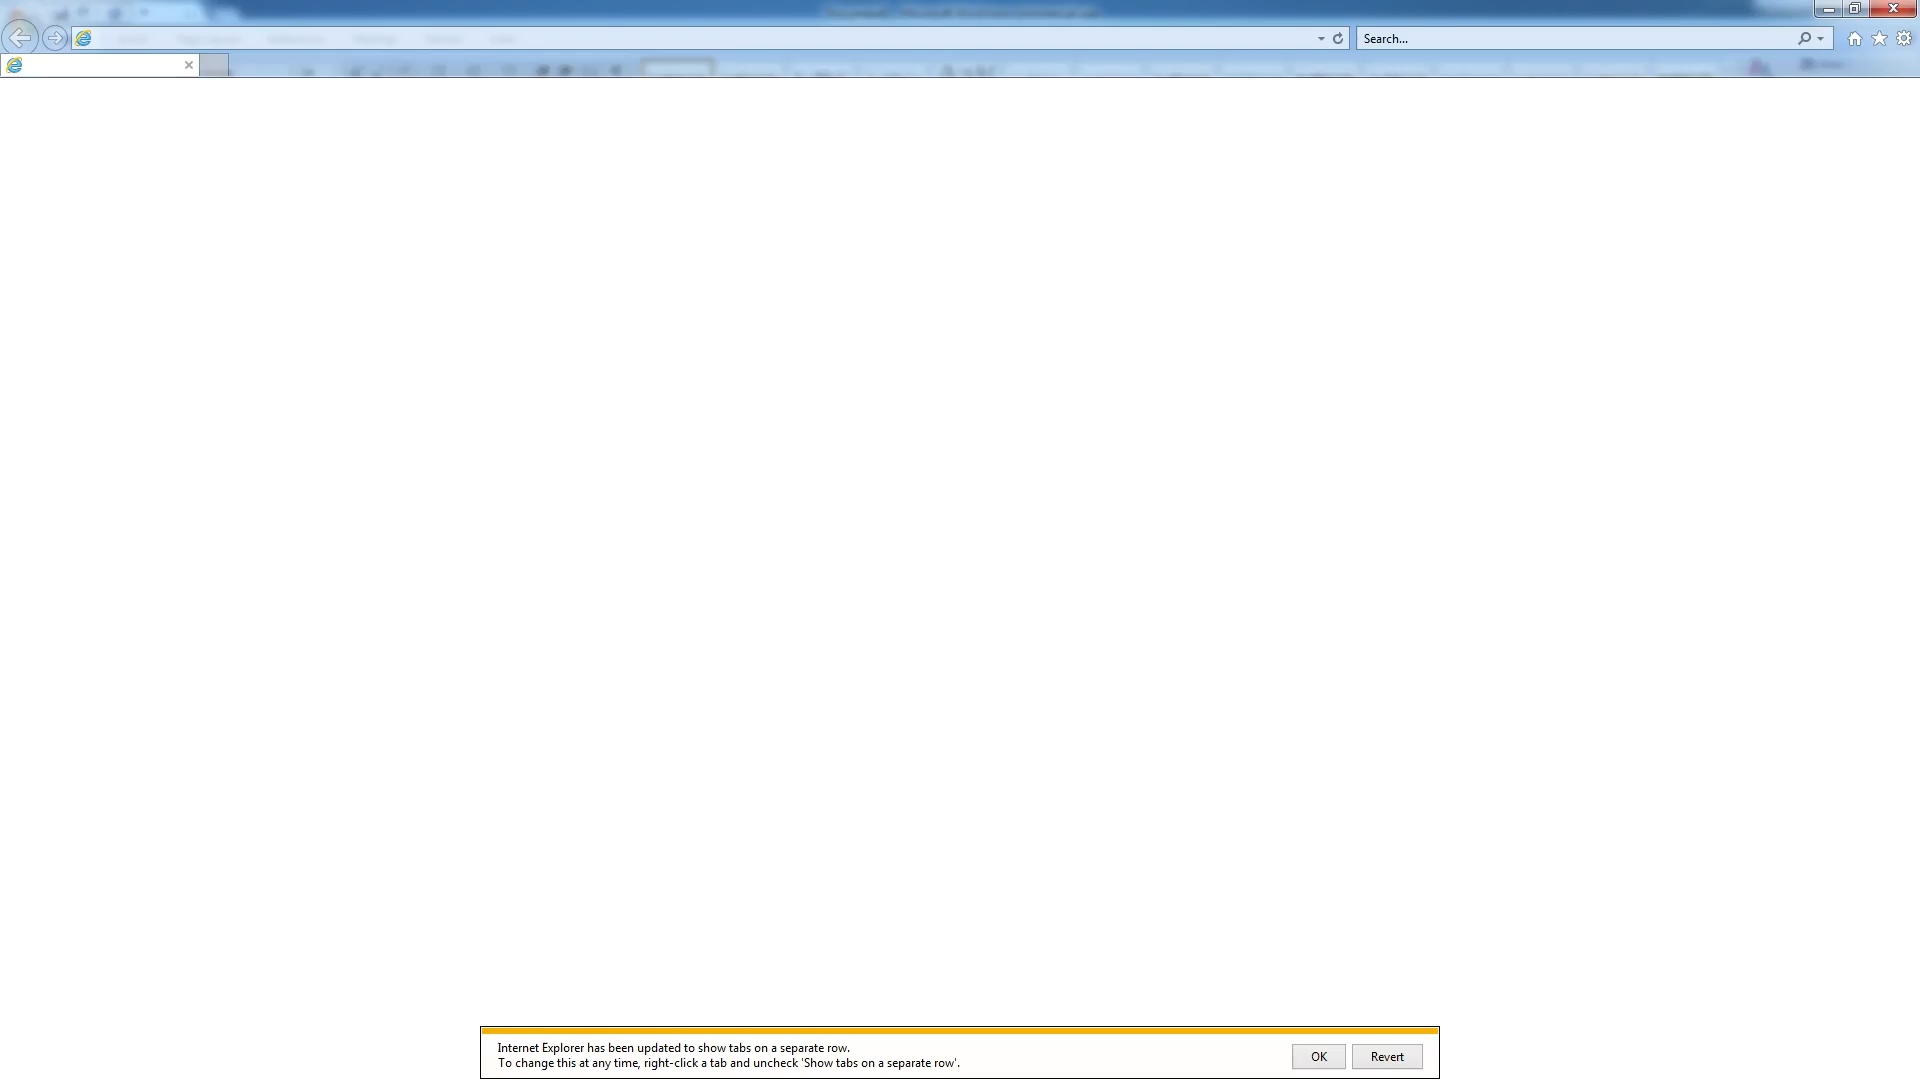 Search...
Internet Explorer has been updated to show tabs on a separate row.
To change this at any time, right-click a tab and uncheck 'Show tabs on a separate row'.
OK
Revert